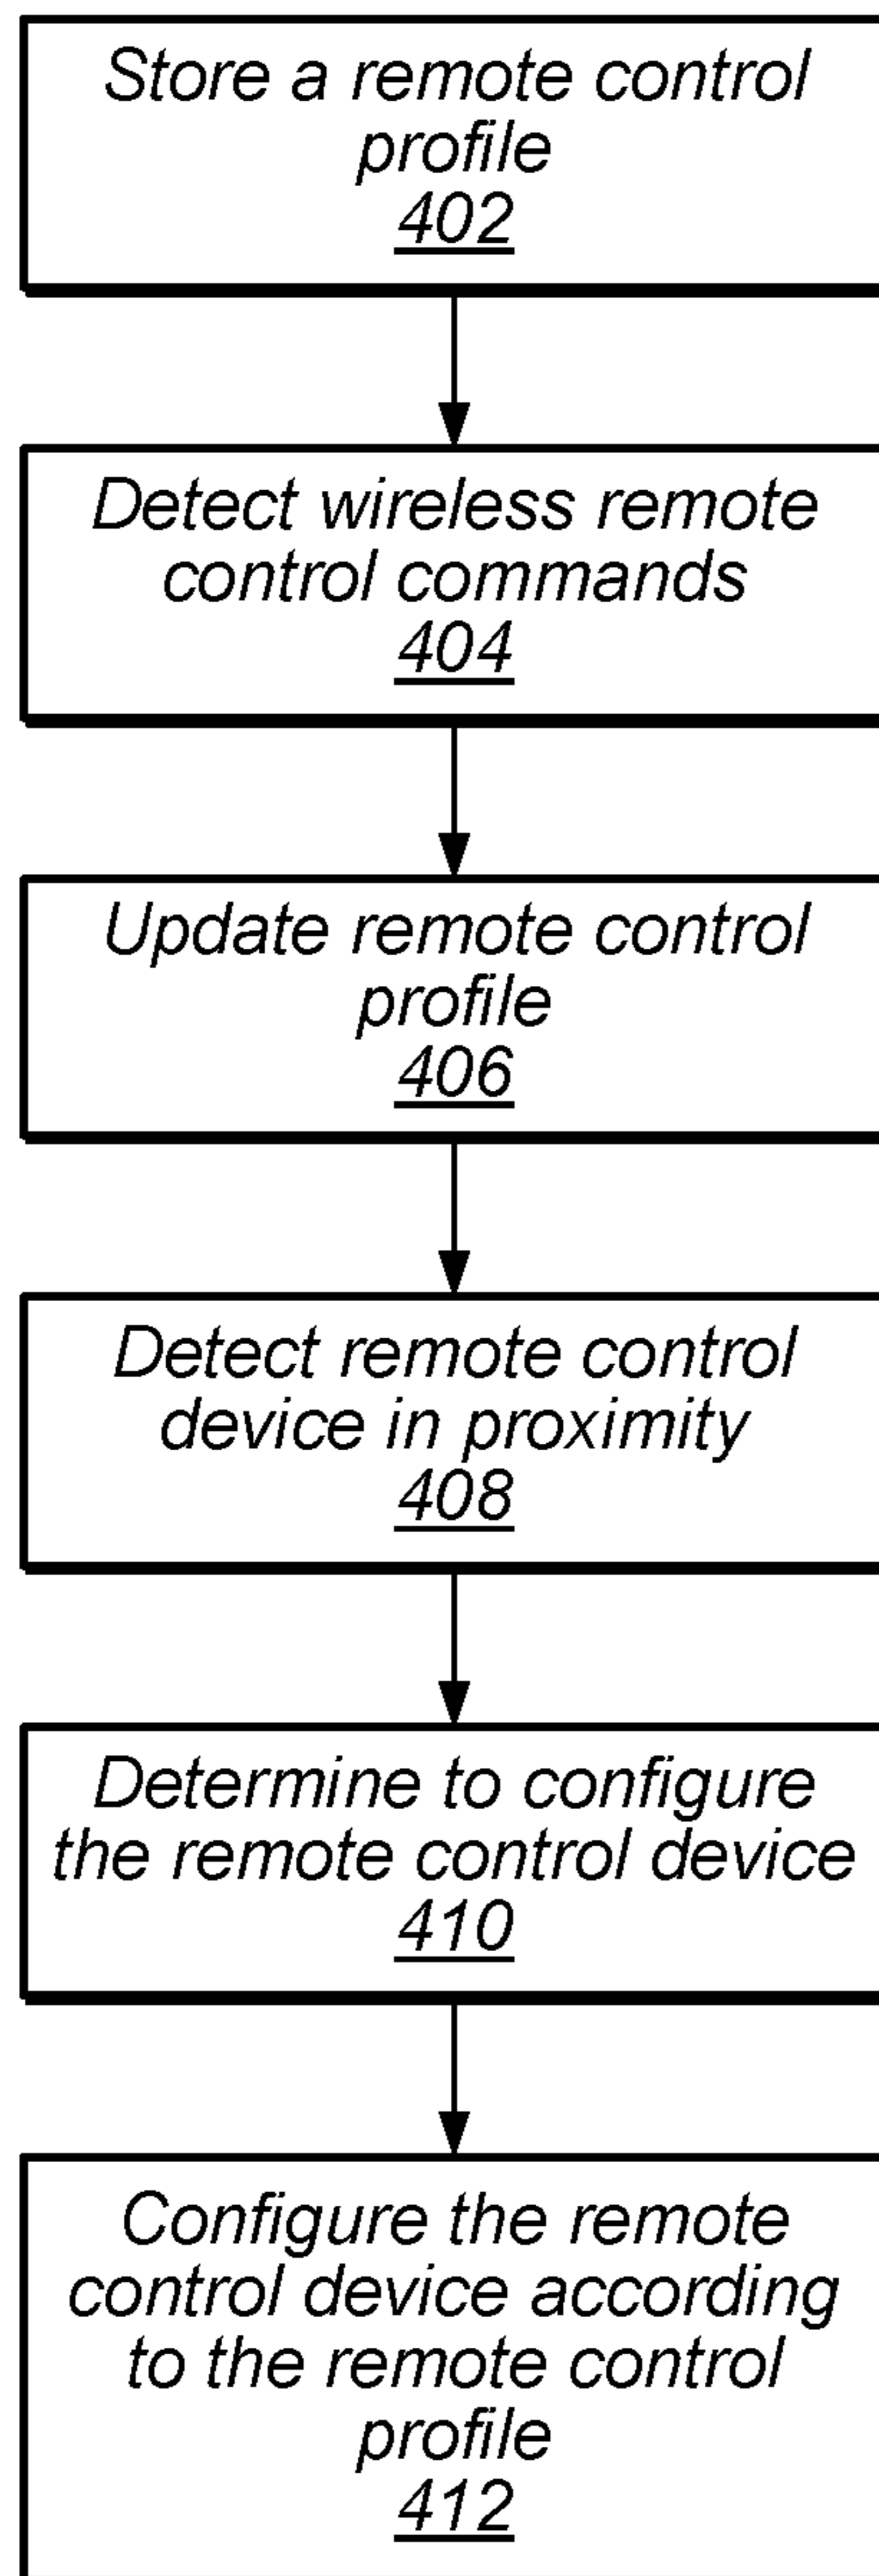 Store a remote control
profile
402
Detect wireless remote
control commands
404
Update remote control
profile
406
Detect remote control
device in proximity
408
Determine to configure
the remote control device
410
Configure the remote
control device according
to the remote control
profile
412